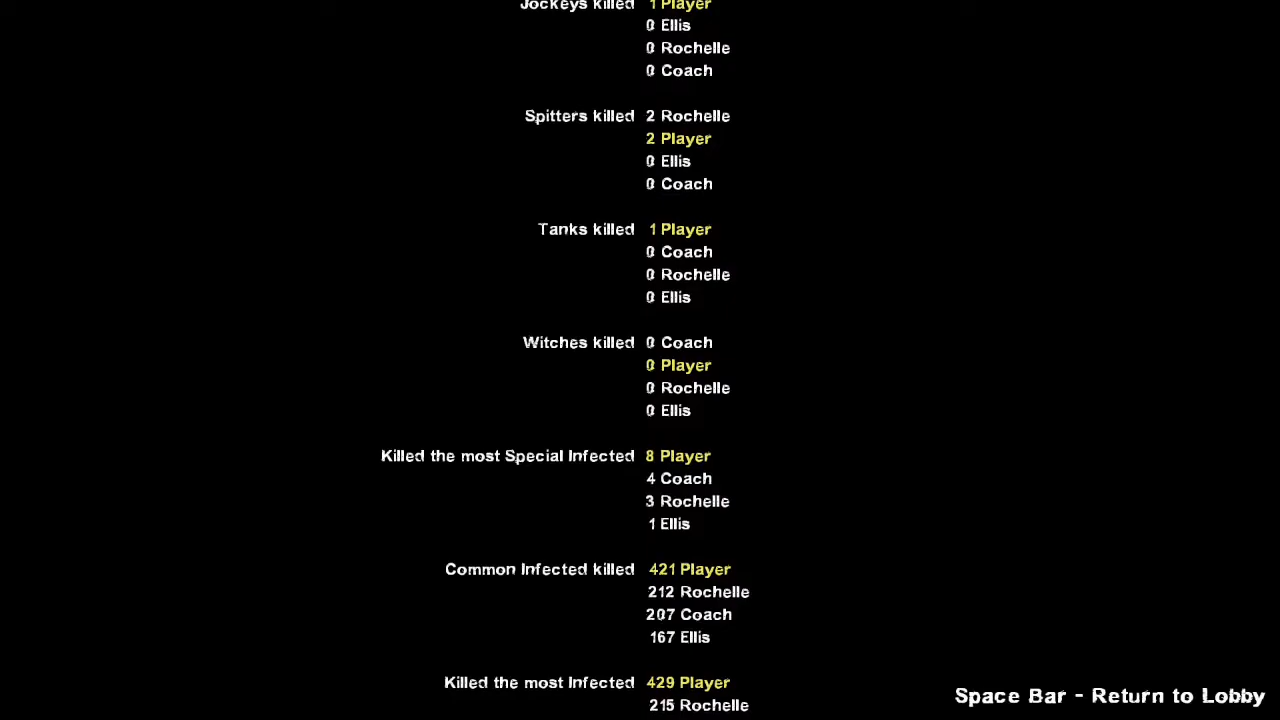 Jockeys killed 1 Player
0 Ellis
0 Rochelle
0 Coach
Spitters killed 2 Rochelle
2 Player
0 Ellis
0 Coach
Tanks killed 1 Player
0 Coach
0 Rochelle
0 Ellis
Witches killed 0 Coach
0 Player
0 Rochelle
0 Ellis
Killed the most Special Infected 8 Player
4 Coach
3 Rochelle
1 Ellis
Common Infected killed 421 Player
212 Rochelle
207 Coach
167 Ellis
Killed the most Infected 429 Player
215 Rochelle
Space Bar - Return to Lobby